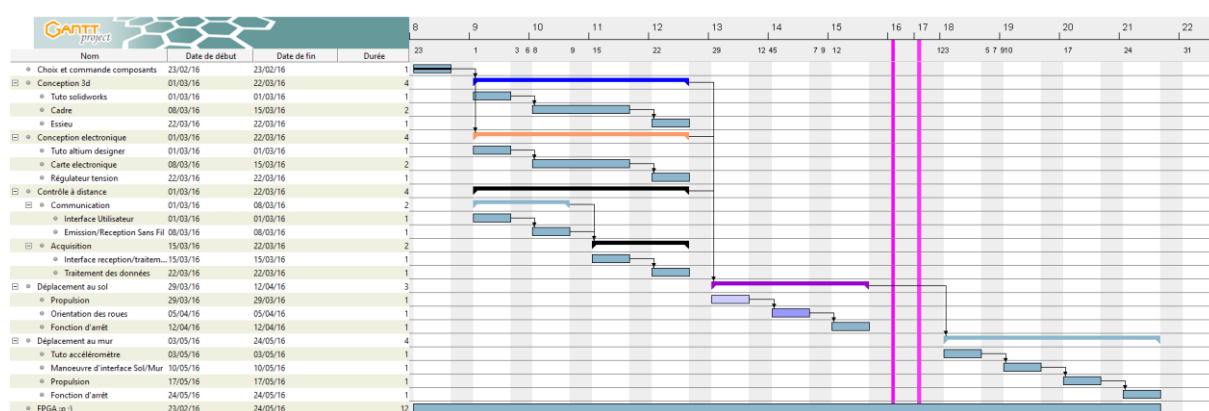 GANTT project
8 9 10 11 12 13 14 15 16 17 18 19 20 21 22
23 1 3 6 8 9 15 22 29 12 45 7 9 12 123 6 7 910 17 24 31
Nom Date de début Date de fin Durée
Choix et commande composants 23/02/16 23/02/16 1
Conception 3d 01/03/16 22/03/16 4
Tuto solidworks 01/03/16 01/03/16 1
Cadre 08/03/16 15/03/16 2
Essieu 22/03/16 22/03/16 1
Conception electronique 01/03/16 22/03/16 4
Tuto altium designer 01/03/16 01/03/16 1
Carte electronique 08/03/16 15/03/16 2
Régulateur tension 22/03/16 22/03/16 1
Contrôle à distance 01/03/16 22/03/16 4
Communication 01/03/16 08/03/16 2
Interface Utilisateur 01/03/16 01/03/16 1
Emission/Reception Sans Fil 08/03/16 08/03/16 1
Acquisition 15/03/16 22/03/16 2
Interface reception/traitem... 15/03/16 15/03/16 1
Traitement des données 22/03/16 22/03/16 1
Déplacement au sol 29/03/16 12/04/16 3
Propulsion 29/03/16 29/03/16 1
Orientation des roues 05/04/16 05/04/16 1
Fonction d'arrêt 12/04/16 12/04/16 1
Déplacement au mur 03/05/16 24/05/16 4
Tuto accéléromètre 03/05/16 03/05/16 1
Manoeuvre d'interface Sol/Mur 10/05/16 10/05/16 1
Propulsion 17/05/16 17/05/16 1
Fonction d'arrêt 24/05/16 24/05/16 1
FPGA :p :) 23/02/16 24/05/16 12